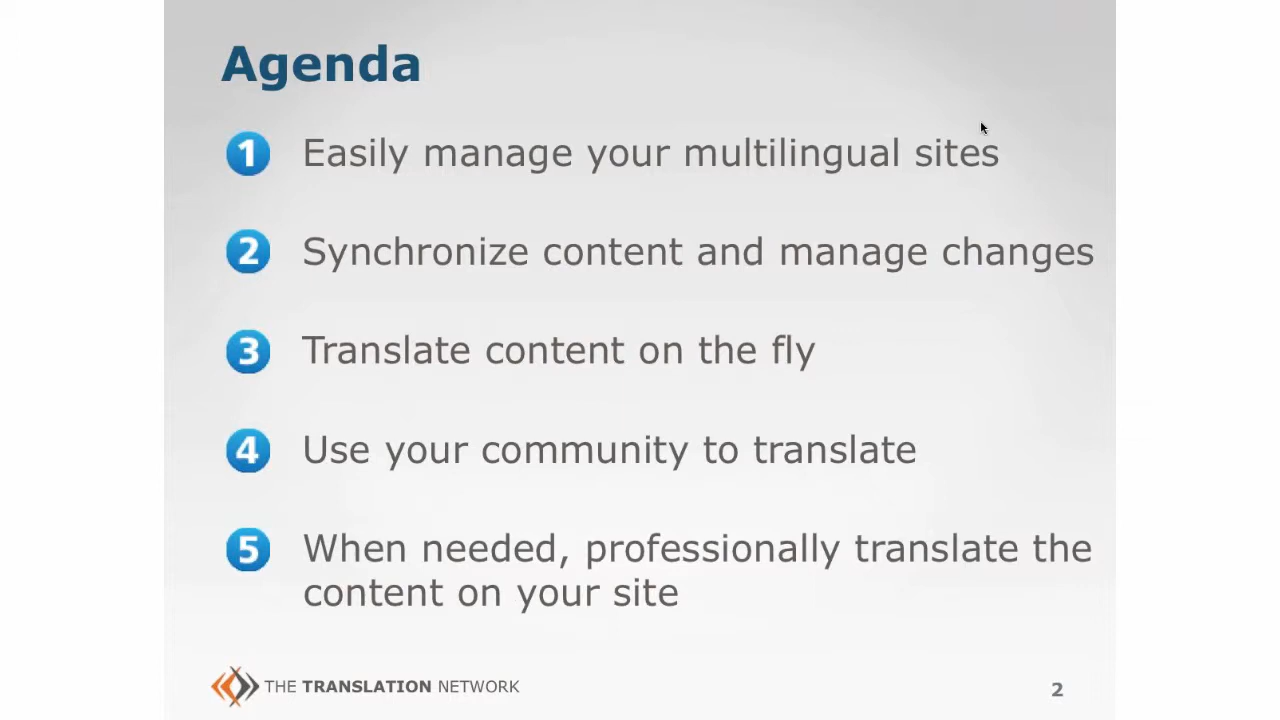 Agenda
1 Easily manage your multilingual sites
2 Synchronize content and manage changes
3 Translate content on the fly
4 Use your community to translate
5 When needed, professionally translate the
content on your site
THE TRANSLATION NETWORK
2